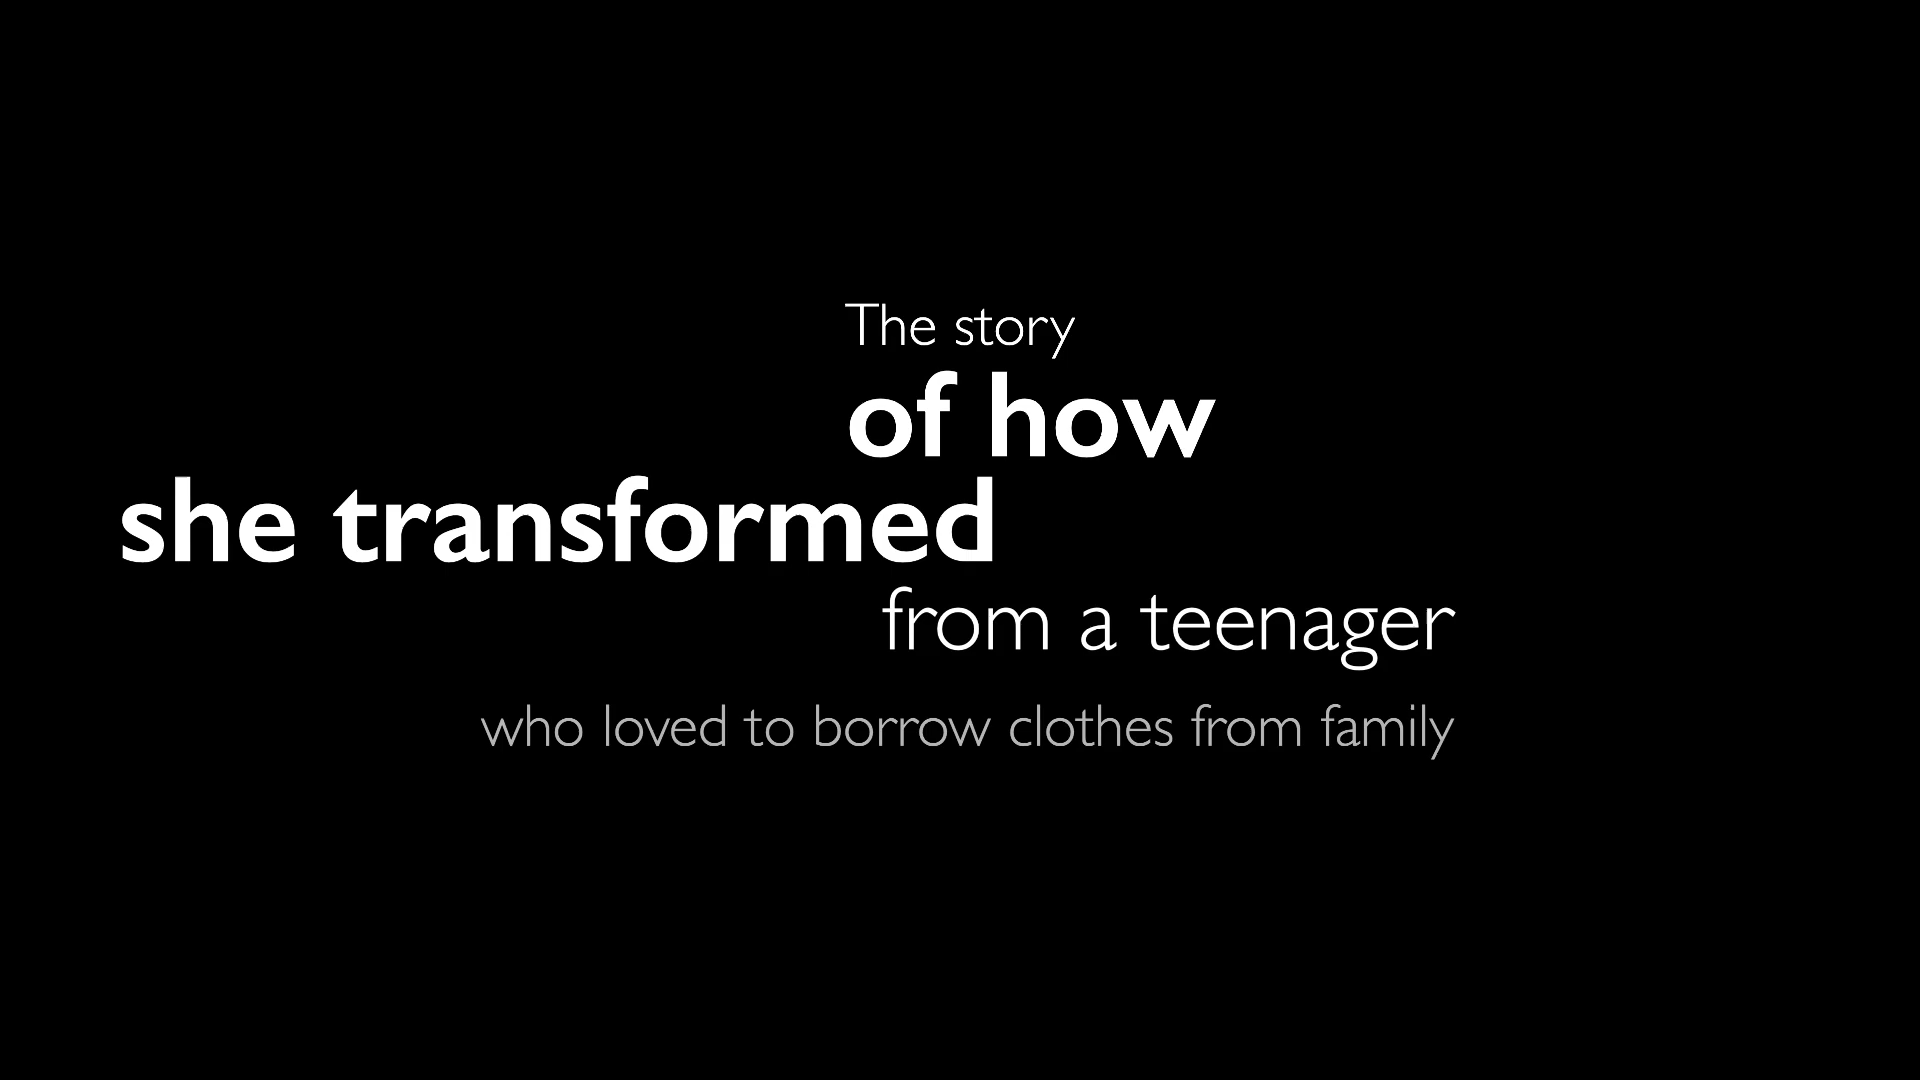 The story
of how
she transformed
from a teenager
who loved to borrow clothes from family